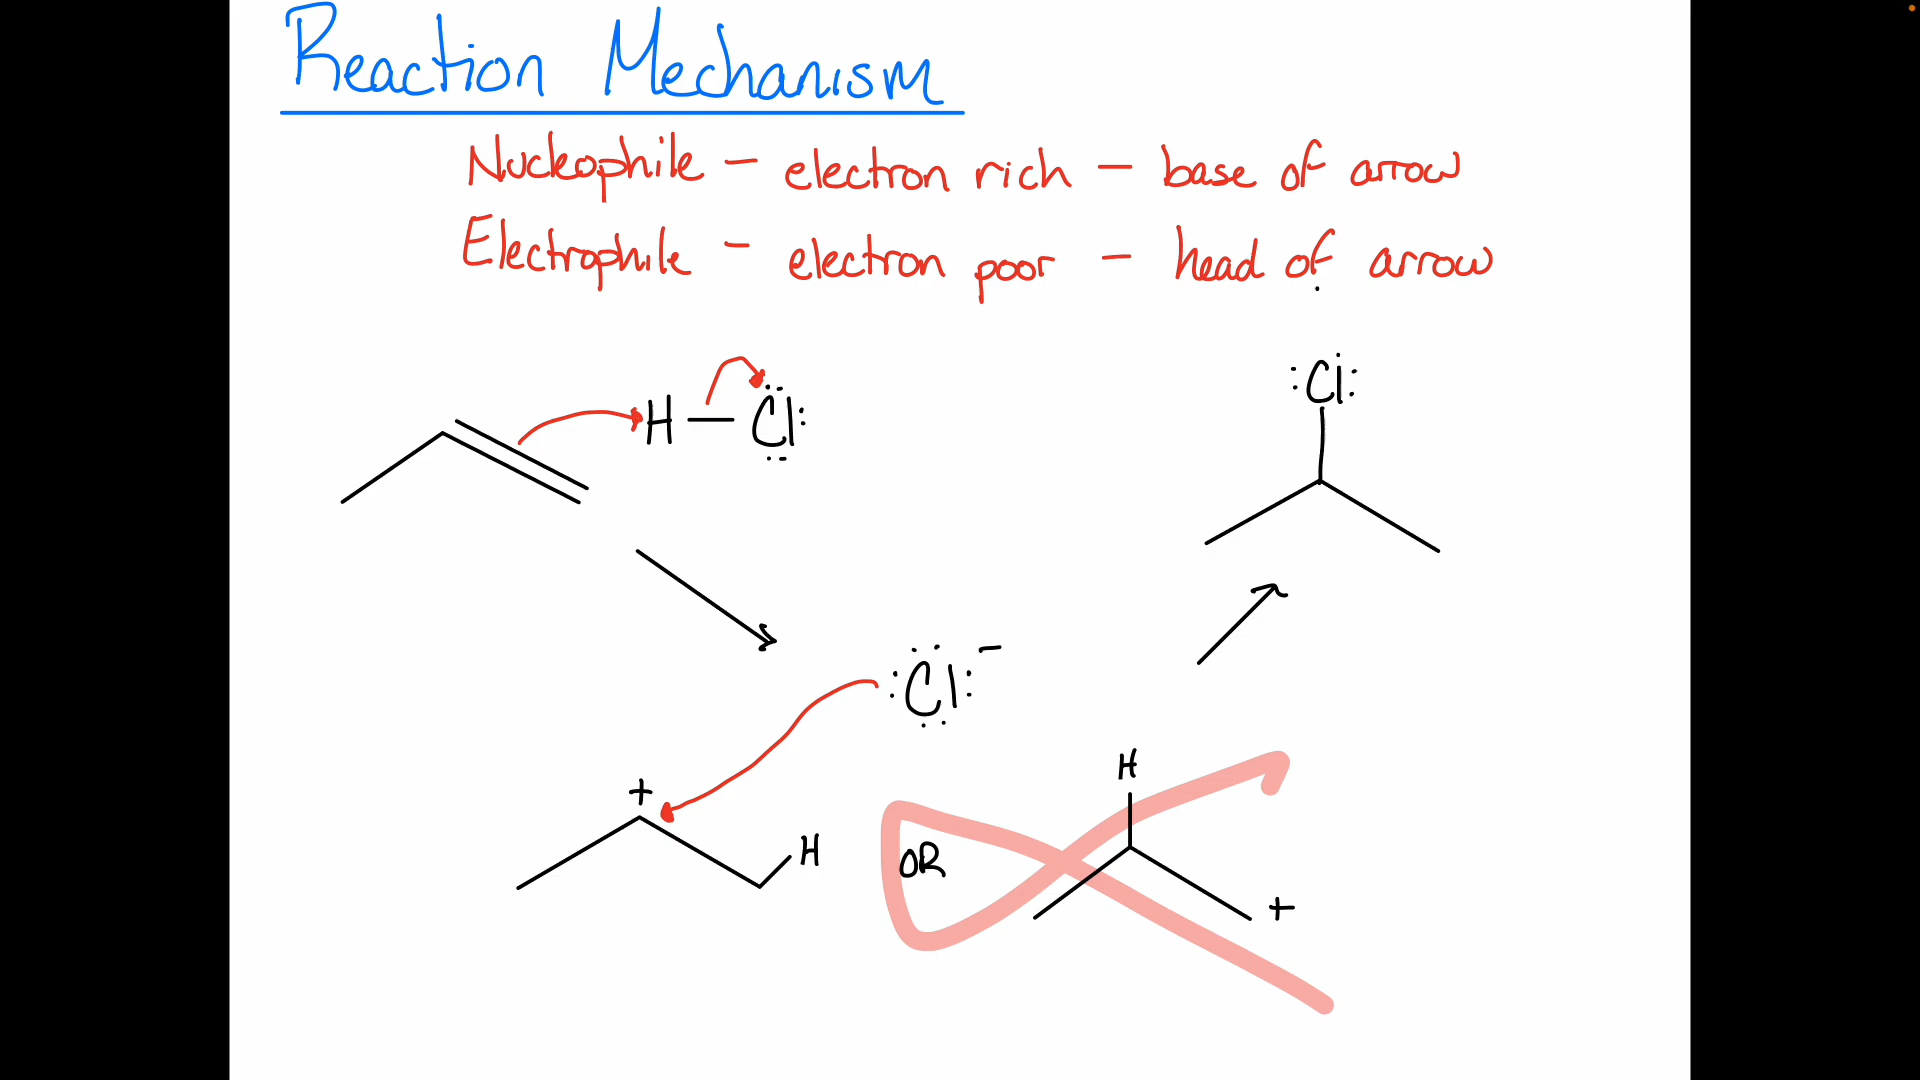 Reaction Mechanism
Nucleophile – electron rich – base of arrow
Electrophile – electron poor – head of arrow
H – Cl
Cl
Cl –
+
H
OR
H
+